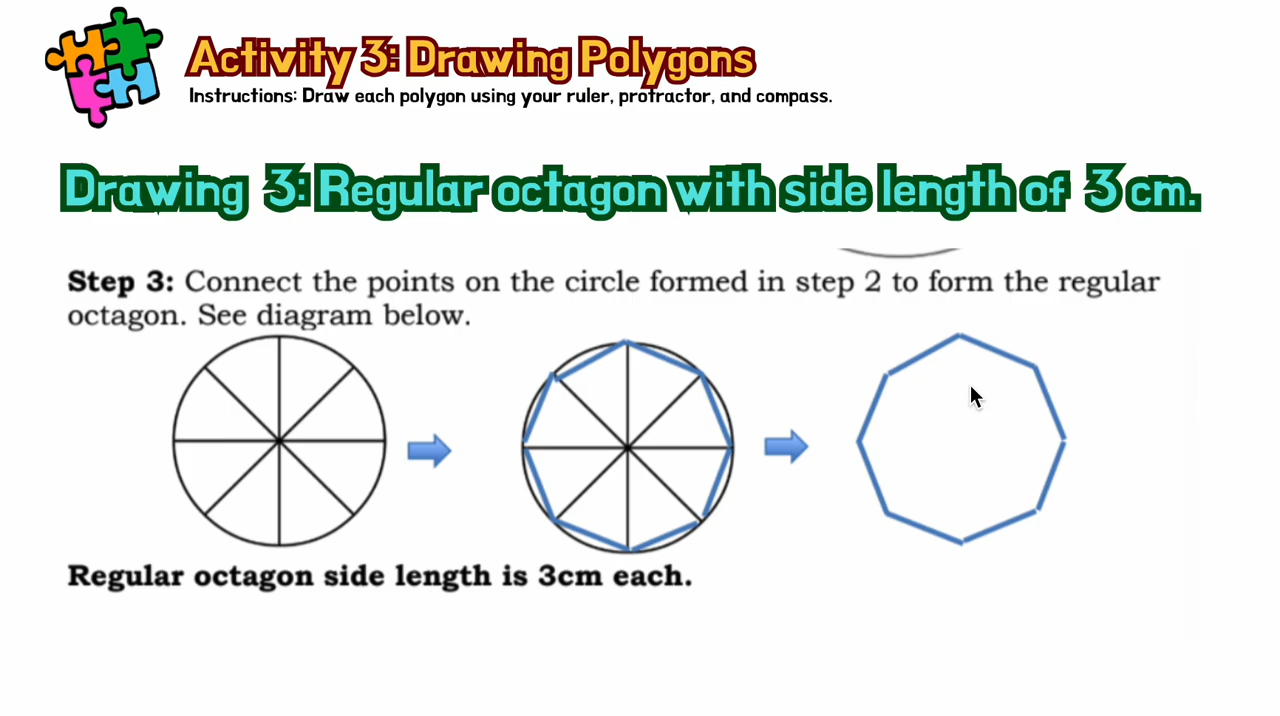 Activity 3: Drawing Polygons
Instructions: Draw each polygon using your ruler, protractor, and compass.
Drawing 3: Regular octagon with side length of 3 cm.
Step 3: Connect the points on the circle formed in step 2 to form the regular
octagon. See diagram below.
Regular octagon side length is 3cm each.